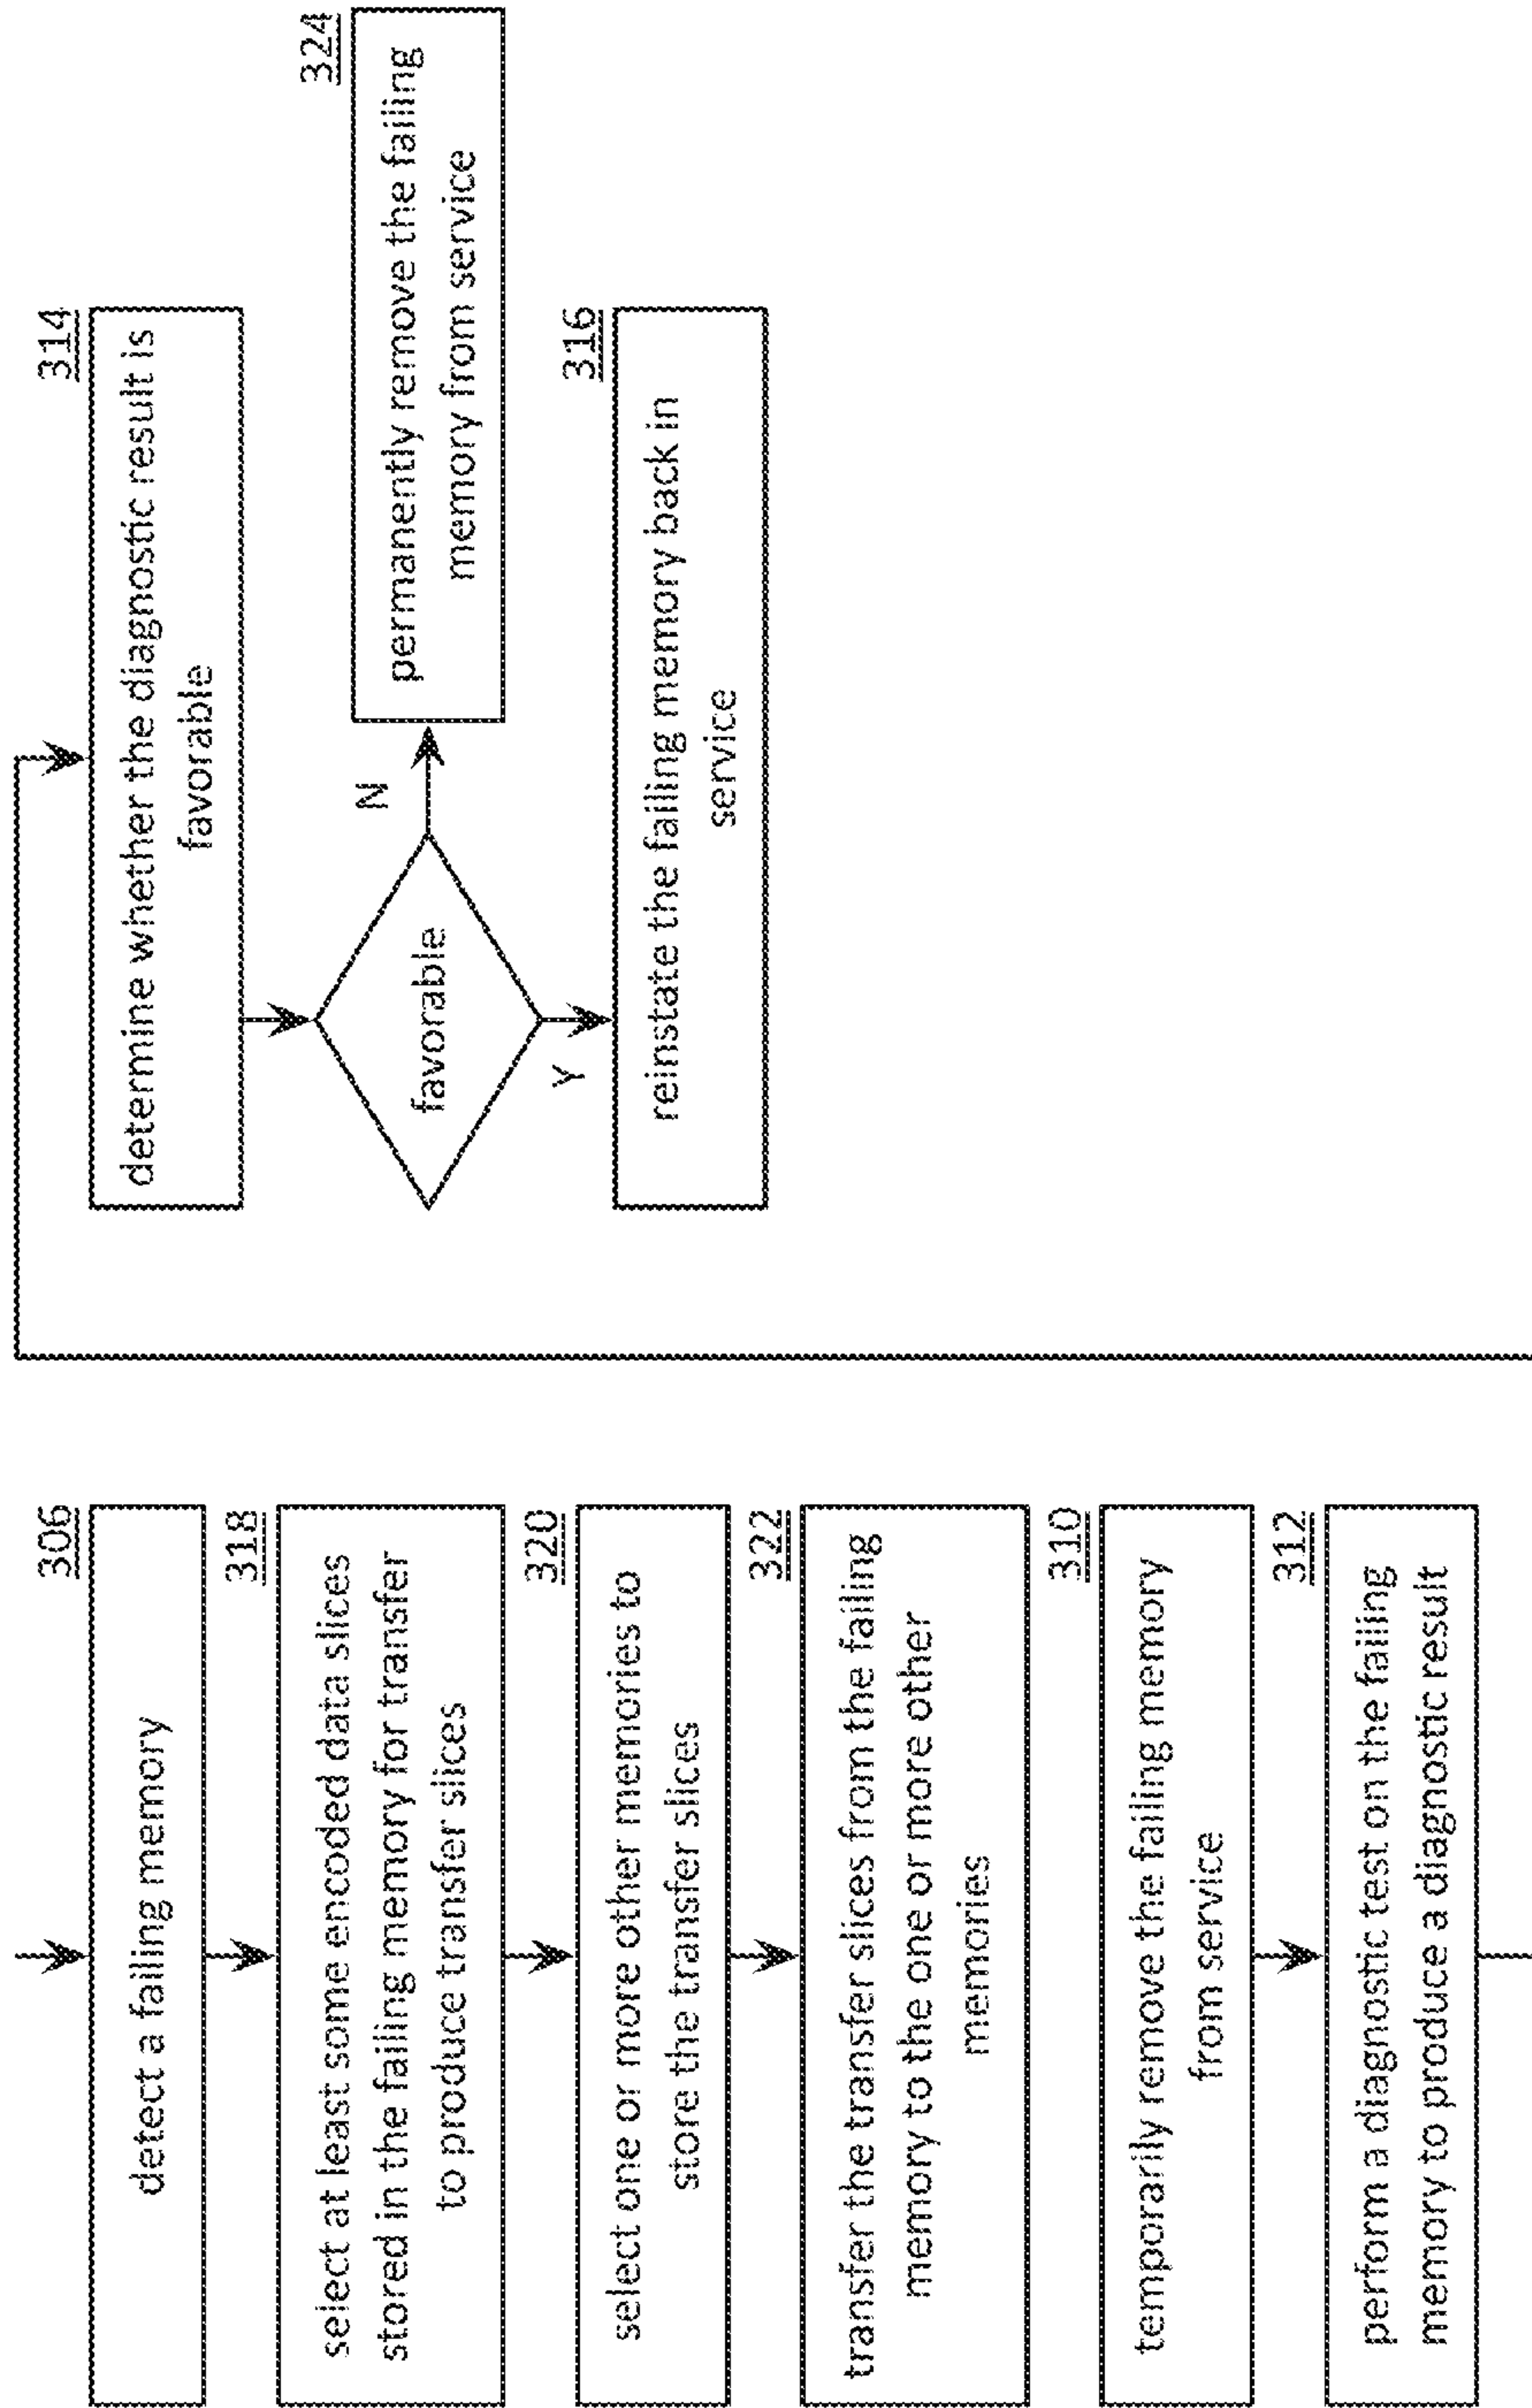 306
detect a failing memory
318
select at least some encoded data slices
stored in the failing memory for transfer
to produce transfer slices
320
select one or more other memories to
store the transfer slices
322
transfer the transfer slices from the failing
memory to the one or more other
memories
310
temporarily remove the failing memory
from service
312
perform a diagnostic test on the failing
memory to produce a diagnostic result
314
determine whether the diagnostic result is
favorable
favorable
N
Y
324
permanently remove the failing
memory from service
316
reinstate the failing memory back in
service